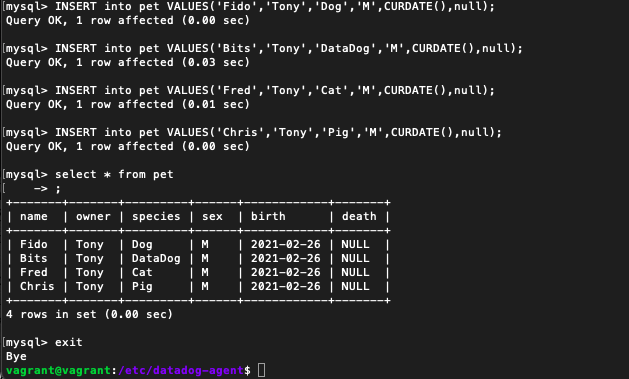 [mysql> INSERT into pet VALUES('Fido','Tony','Dog','M',CURDATE(),null);
Query OK, 1 row affected (0.00 sec)

[mysql> INSERT into pet VALUES('Bits','Tony','DataDog','M',CURDATE(),null);
Query OK, 1 row affected (0.03 sec)

[mysql> INSERT into pet VALUES('Fred','Tony','Cat','M',CURDATE(),null);
Query OK, 1 row affected (0.01 sec)

[mysql> INSERT into pet VALUES('Chris','Tony','Pig','M',CURDATE(),null);
Query OK, 1 row affected (0.00 sec)

[mysql> select * from pet
[    -> ;
+-------+-------+---------+------+------------+-------+
| name  | owner | species | sex  | birth      | death |
+-------+-------+---------+------+------------+-------+
| Fido  | Tony  | Dog     | M    | 2021-02-26 | NULL  |
| Bits  | Tony  | DataDog | M    | 2021-02-26 | NULL  |
| Fred  | Tony  | Cat     | M    | 2021-02-26 | NULL  |
| Chris | Tony  | Pig     | M    | 2021-02-26 | NULL  |
+-------+-------+---------+------+------------+-------+
4 rows in set (0.00 sec)

[mysql> exit
Bye
vagrant@vagrant:/etc/datadog-agent$